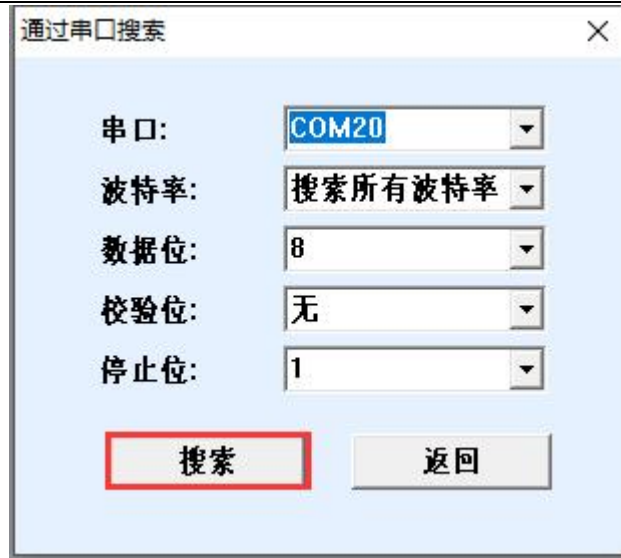 通过串口搜索
串口: COM20
波特率: 搜索所有波特率
数据位: 8
校验位: 无
停止位: 1
搜索 返回